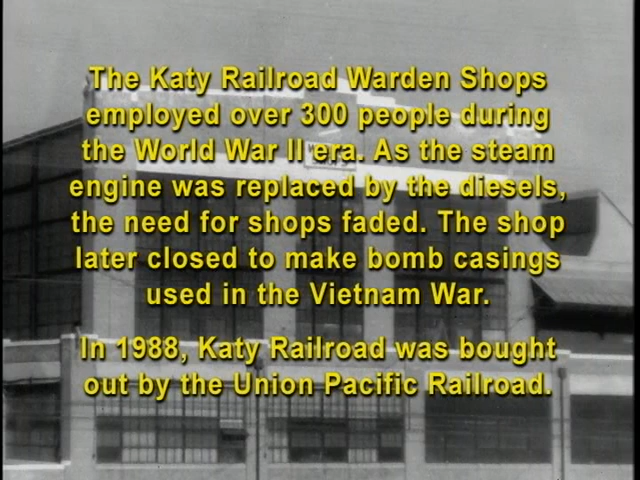 The Katy Railroad Warden Shops
employed over 300 people during
the World War II era. As the steam
engine was replaced by the diesels,
the need for shops faded. The shop
later closed to make bomb casings
used in the Vietnam War.
In 1988, Katy Railroad was bought
out by the Union Pacific Railroad.